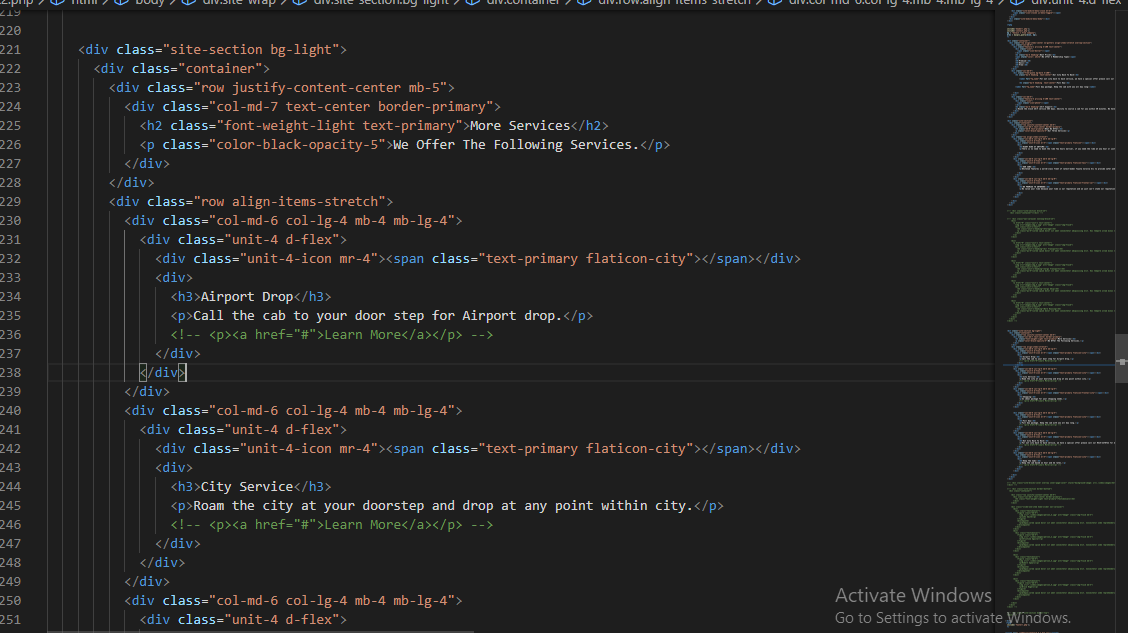 2.php > html > body > div.site-wrap > div.site-section.bg-light > div.container > div.row.align-items-stretch > div.col-md-6.col-lg-4.mb-4.mb-lg-4 > div.unit-4.d-flex
219
220
221 <div class="site-section bg-light">
222 <div class="container">
223 <div class="row justify-content-center mb-5">
224 <div class="col-md-7 text-center border-primary">
225 <h2 class="font-weight-light text-primary">More Services</h2>
226 <p class="color-black-opacity-5">We Offer The Following Services.</p>
227 </div>
228 </div>
229 <div class="row align-items-stretch">
230 <div class="col-md-6 col-lg-4 mb-4 mb-lg-4">
231 <div class="unit-4 d-flex">
232 <div class="unit-4-icon mr-4"><span class="text-primary flaticon-city"></span></div>
233 <div>
234 <h3>Airport Drop</h3>
235 <p>Call the cab to your door step for Airport drop.</p>
236 <!-- <p><a href="#">Learn More</a></p> -->
237 </div>
238 </div>
239 </div>
240 <div class="col-md-6 col-lg-4 mb-4 mb-lg-4">
241 <div class="unit-4 d-flex">
242 <div class="unit-4-icon mr-4"><span class="text-primary flaticon-city"></span></div>
243 <div>
244 <h3>City Service</h3>
245 <p>Roam the city at your doorstep and drop at any point within city.</p>
246 <!-- <p><a href="#">Learn More</a></p> -->
247 </div>
248 </div>
249 </div>
250 <div class="col-md-6 col-lg-4 mb-4 mb-lg-4">
251 <div class="unit-4 d-flex">
Activate Windows
Go to Settings to activate Windows.